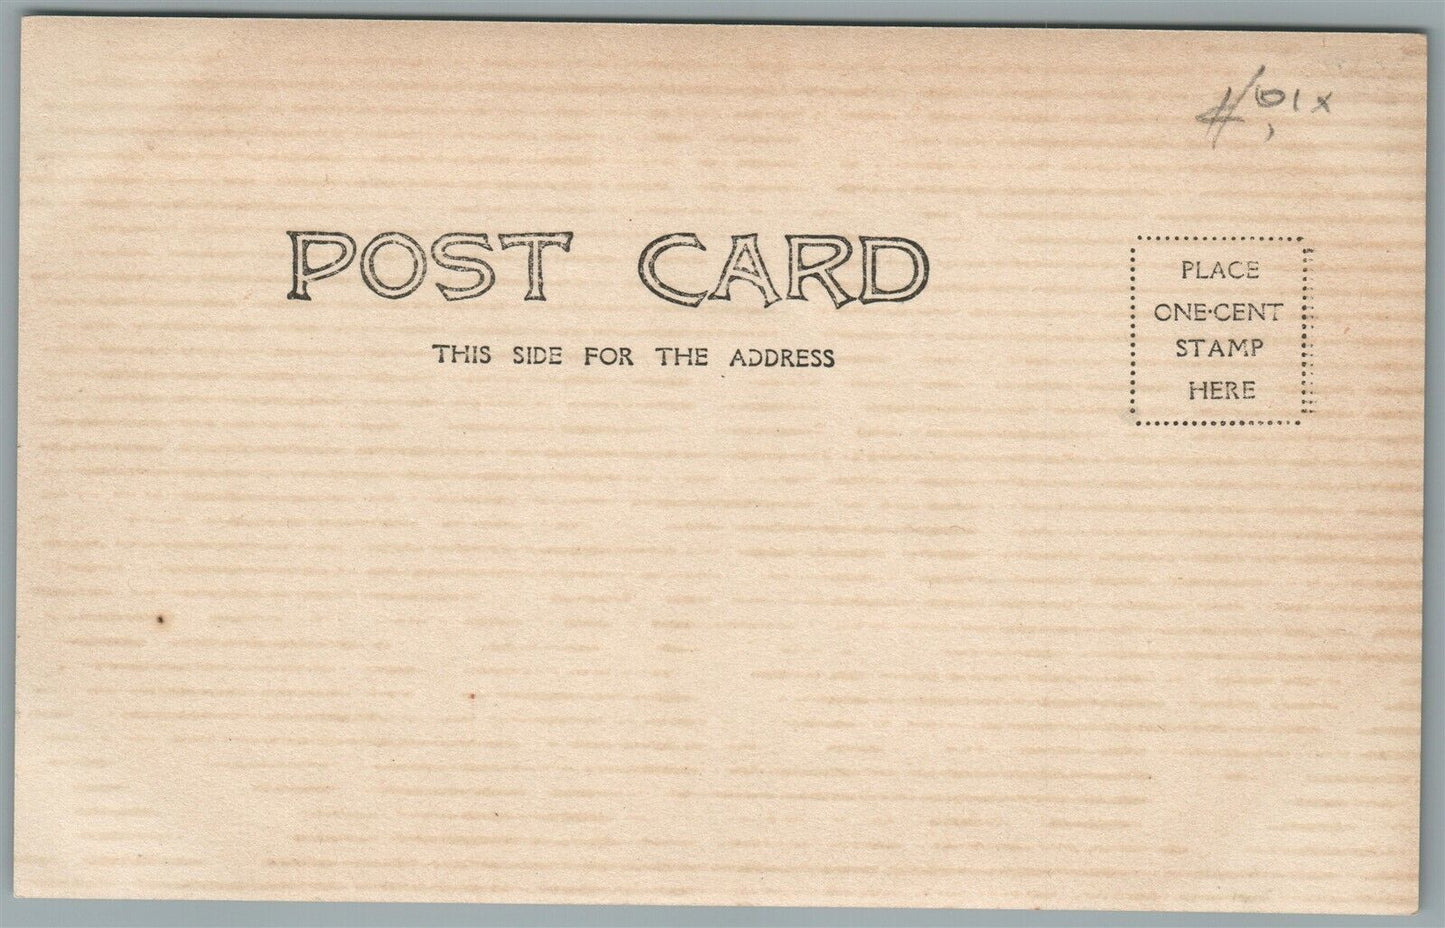 POST CARD
THIS SIDE FOR THE ADDRESS
PLACE
ONE·CENT
STAMP
HERE